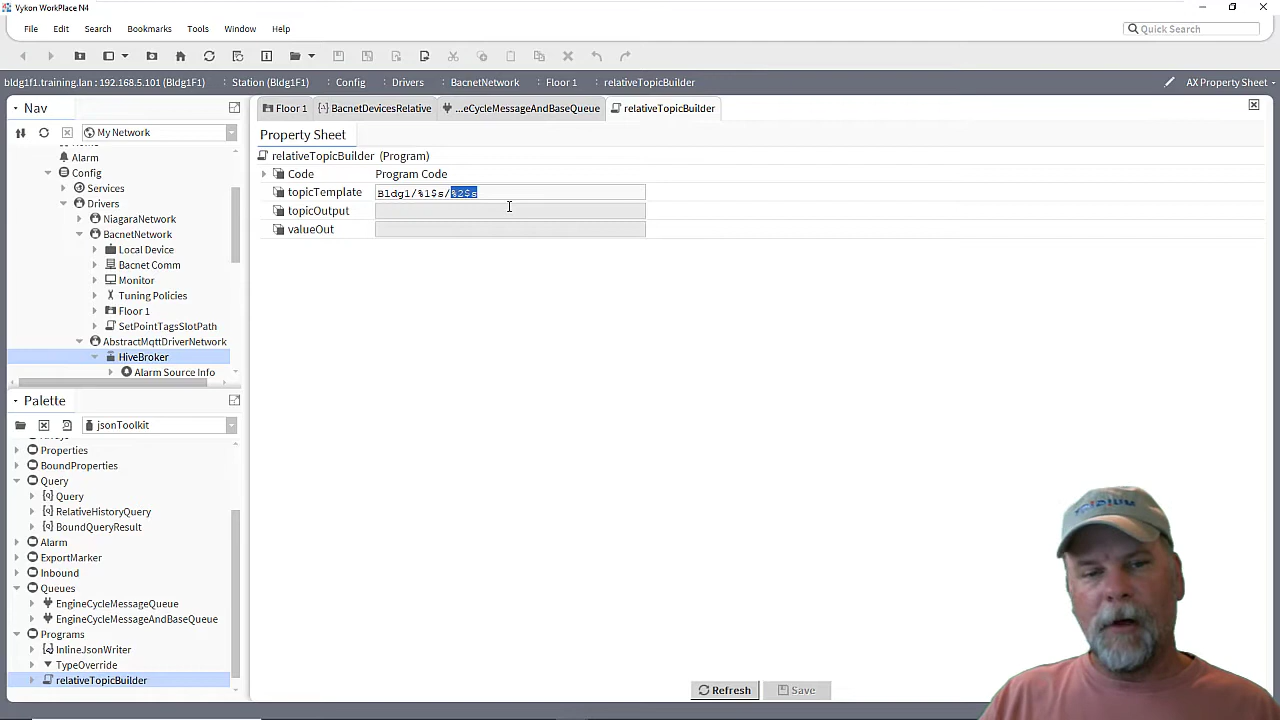 Vykon WorkPlace N4
File Edit Search Bookmarks Tools Window Help
Quick Search
bldg1f1.training.lan : 192.168.5.101 (Bldg1F1) Station (Bldg1F1) Config Drivers BacnetNetwork Floor 1 relativeTopicBuilder AX Property Sheet
Nav
My Network
Alarm
Config
Services
Drivers
NiagaraNetwork
BacnetNetwork
Local Device
Bacnet Comm
Monitor
Tuning Policies
Floor 1
SetPointTagsSlotPath
AbstractMqttDriverNetwork
HiveBroker
Alarm Source Info
Palette
jsonToolkit
Properties
BoundProperties
Query
Query
RelativeHistoryQuery
BoundQueryResult
Alarm
ExportMarker
Inbound
Queues
EngineCycleMessageQueue
EngineCycleMessageAndBaseQueue
Programs
InlineJsonWriter
TypeOverride
relativeTopicBuilder
Floor 1 BacnetDevicesRelative ...eCycleMessageAndBaseQueue relativeTopicBuilder
Property Sheet
relativeTopicBuilder (Program)
Code Program Code
topicTemplate Bldg1/%1$s/%2$s
topicOutput
valueOut
Refresh Save
TRIDIUM